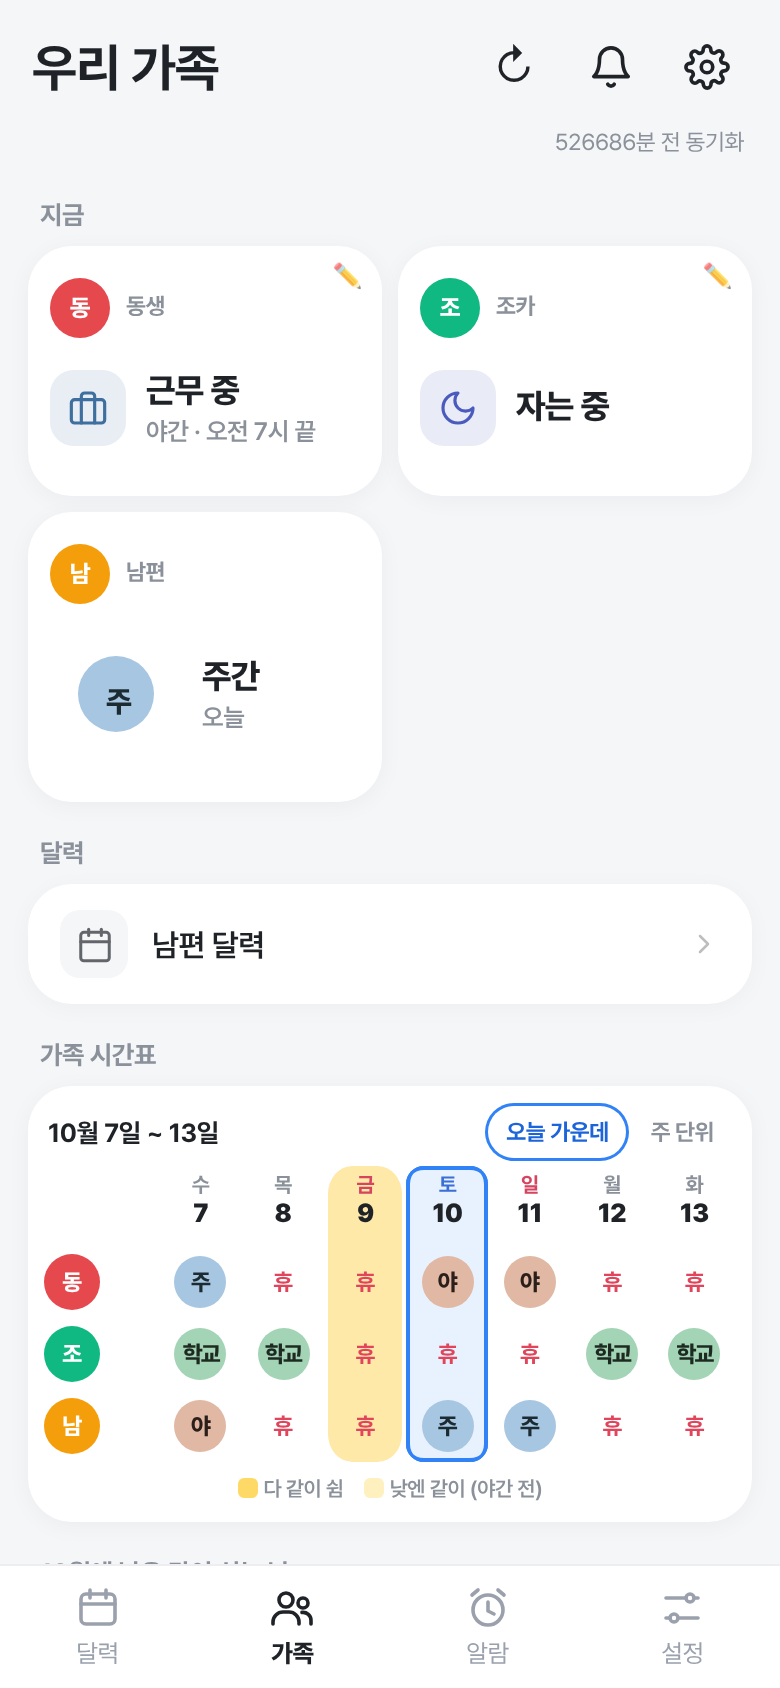 우리 가족
526686분 전 동기화
지금
동 동생
근무 중
야간 · 오전 7시 끝
조 조카
자는 중
남 남편
주 주간
오늘
달력
남편 달력
가족 시간표
10월 7일 ~ 13일 오늘 가운데 주 단위
수 목 금 토 일 월 화
7 8 9 10 11 12 13
동 주 휴 휴 야 야 휴 휴
조 학교 학교 휴 휴 휴 학교 학교
남 야 휴 휴 주 주 휴 휴
다 같이 쉼 낮엔 같이 (야간 전)
달력 가족 알람 설정